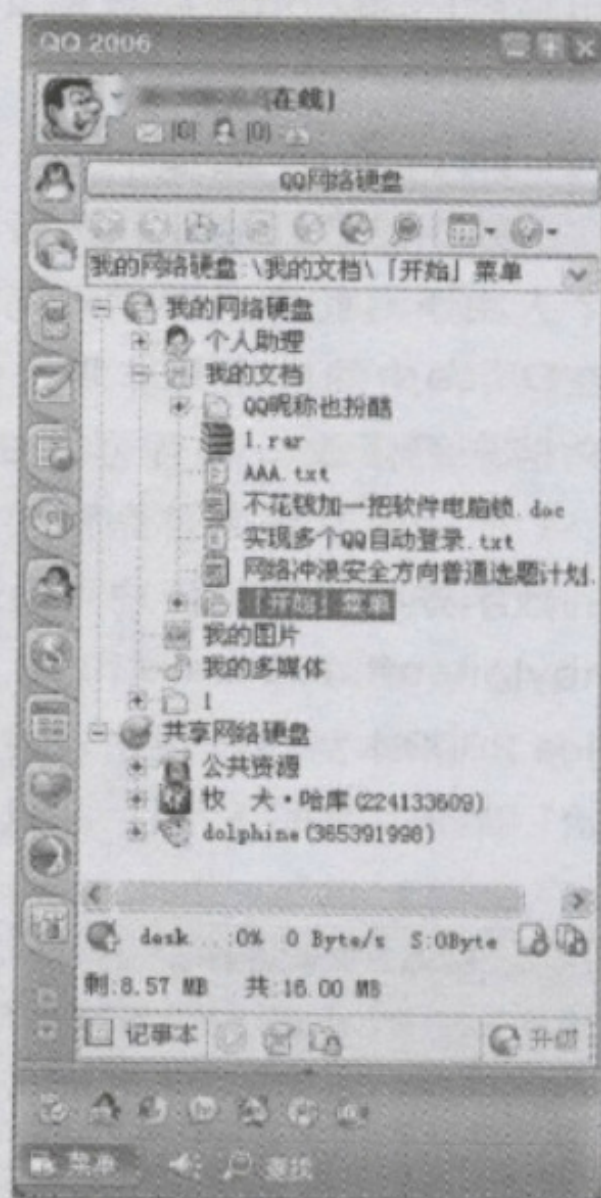 QQ 2006
(在线)
(0) (0)
QQ网络硬盘
我的网络硬盘:\我的文档\「开始」菜单
我的网络硬盘
个人助理
我的文档
QQ昵称也扮酷
1.rar
AAA.txt
不花钱加一把软件电脑锁.doc
实现多个QQ自动登录.txt
网络冲浪安全方向普通选题计划.
「开始」菜单
我的图片
我的多媒体
1
共享网络硬盘
公共资源
牧 犬·哈库(224133609)
dolphine(365391998)
desk...:0% 0 Byte/s S:0Byte
剩:8.57 MB 共:16.00 MB
记事本 升级
菜单 查找